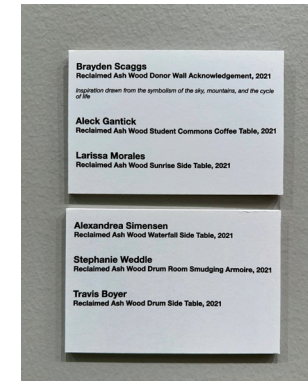 Brayden Scaggs
Reclaimed Ash Wood Donor Wall Acknowledgement, 2021
Inspiration drawn from the symbolism of the sky, mountains, and the cycle
of life
Aleck Gantick
Reclaimed Ash Wood Student Commons Coffee Table, 2021
Larissa Morales
Reclaimed Ash Wood Sunrise Side Table, 2021
Alexandrea Simensen
Reclaimed Ash Wood Waterfall Side Table, 2021
Stephanie Weddle
Reclaimed Ash Wood Drum Room Smudging Armoire, 2021
Travis Boyer
Reclaimed Ash Wood Drum Side Table, 2021